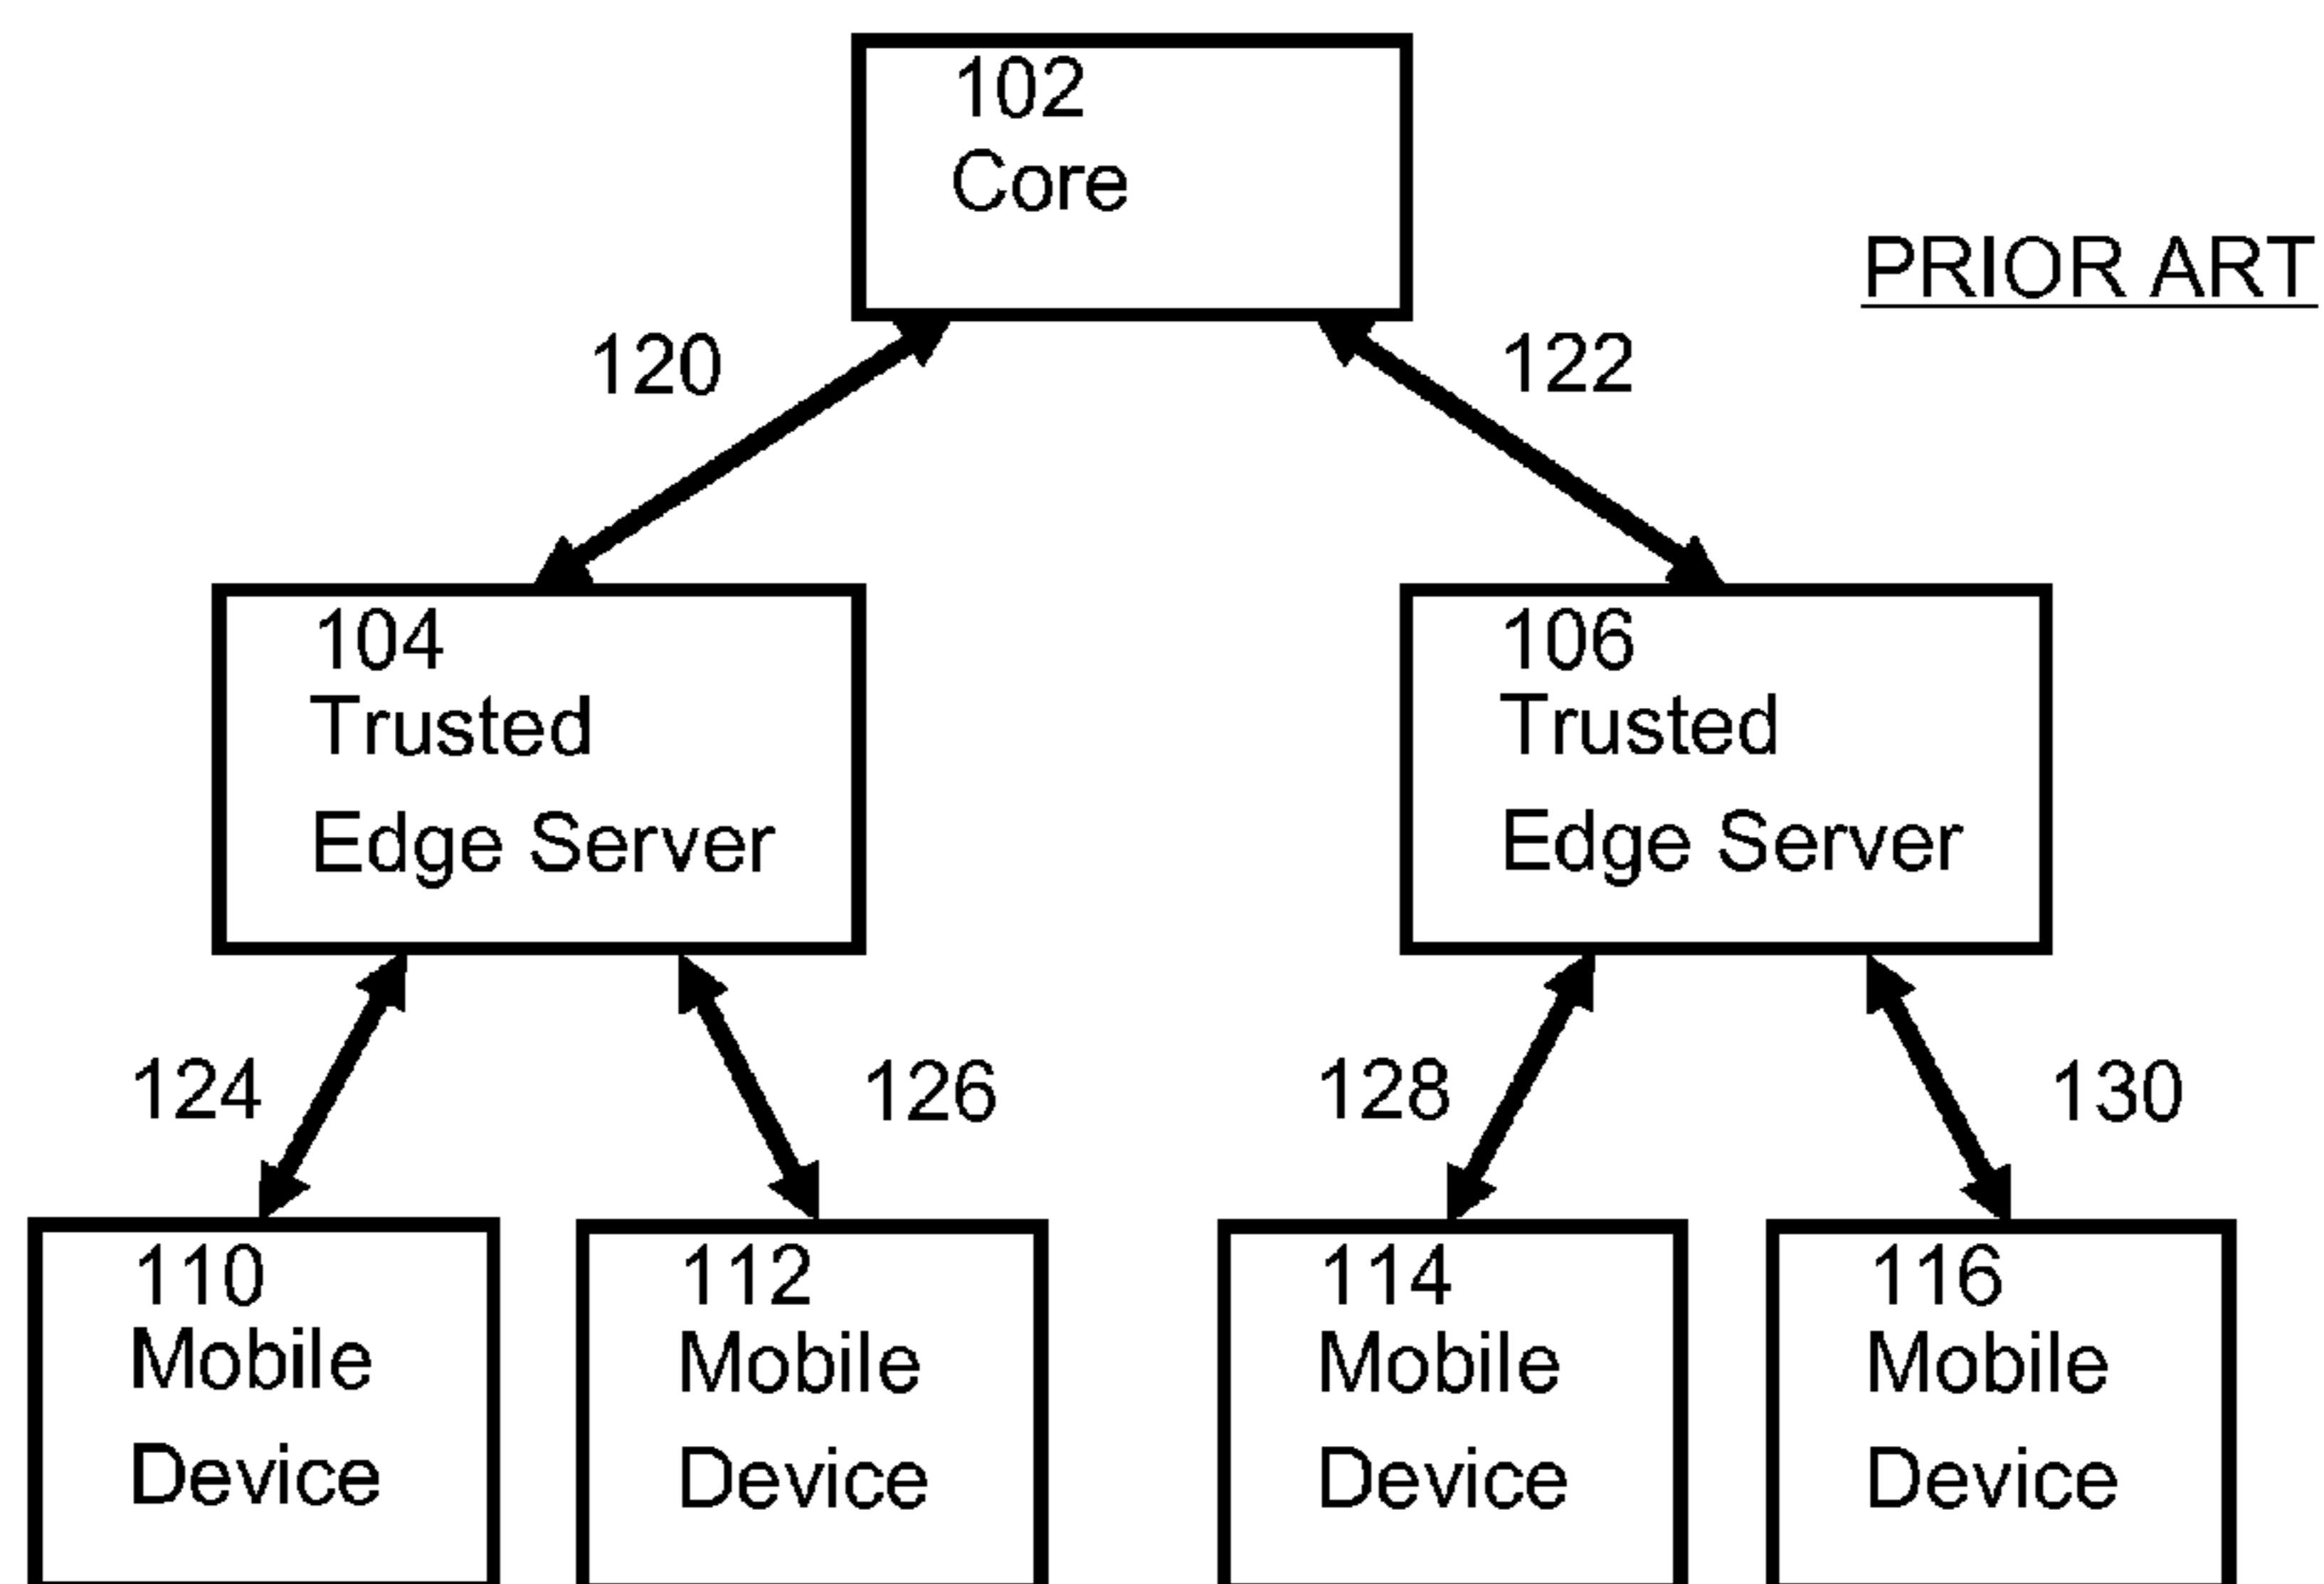 102
Core
PRIOR ART
120
122
104
Trusted
Edge Server
106
Trusted
Edge Server
124
126
128
130
110
Mobile
Device
112
Mobile
Device
114
Mobile
Device
116
Mobile
Device